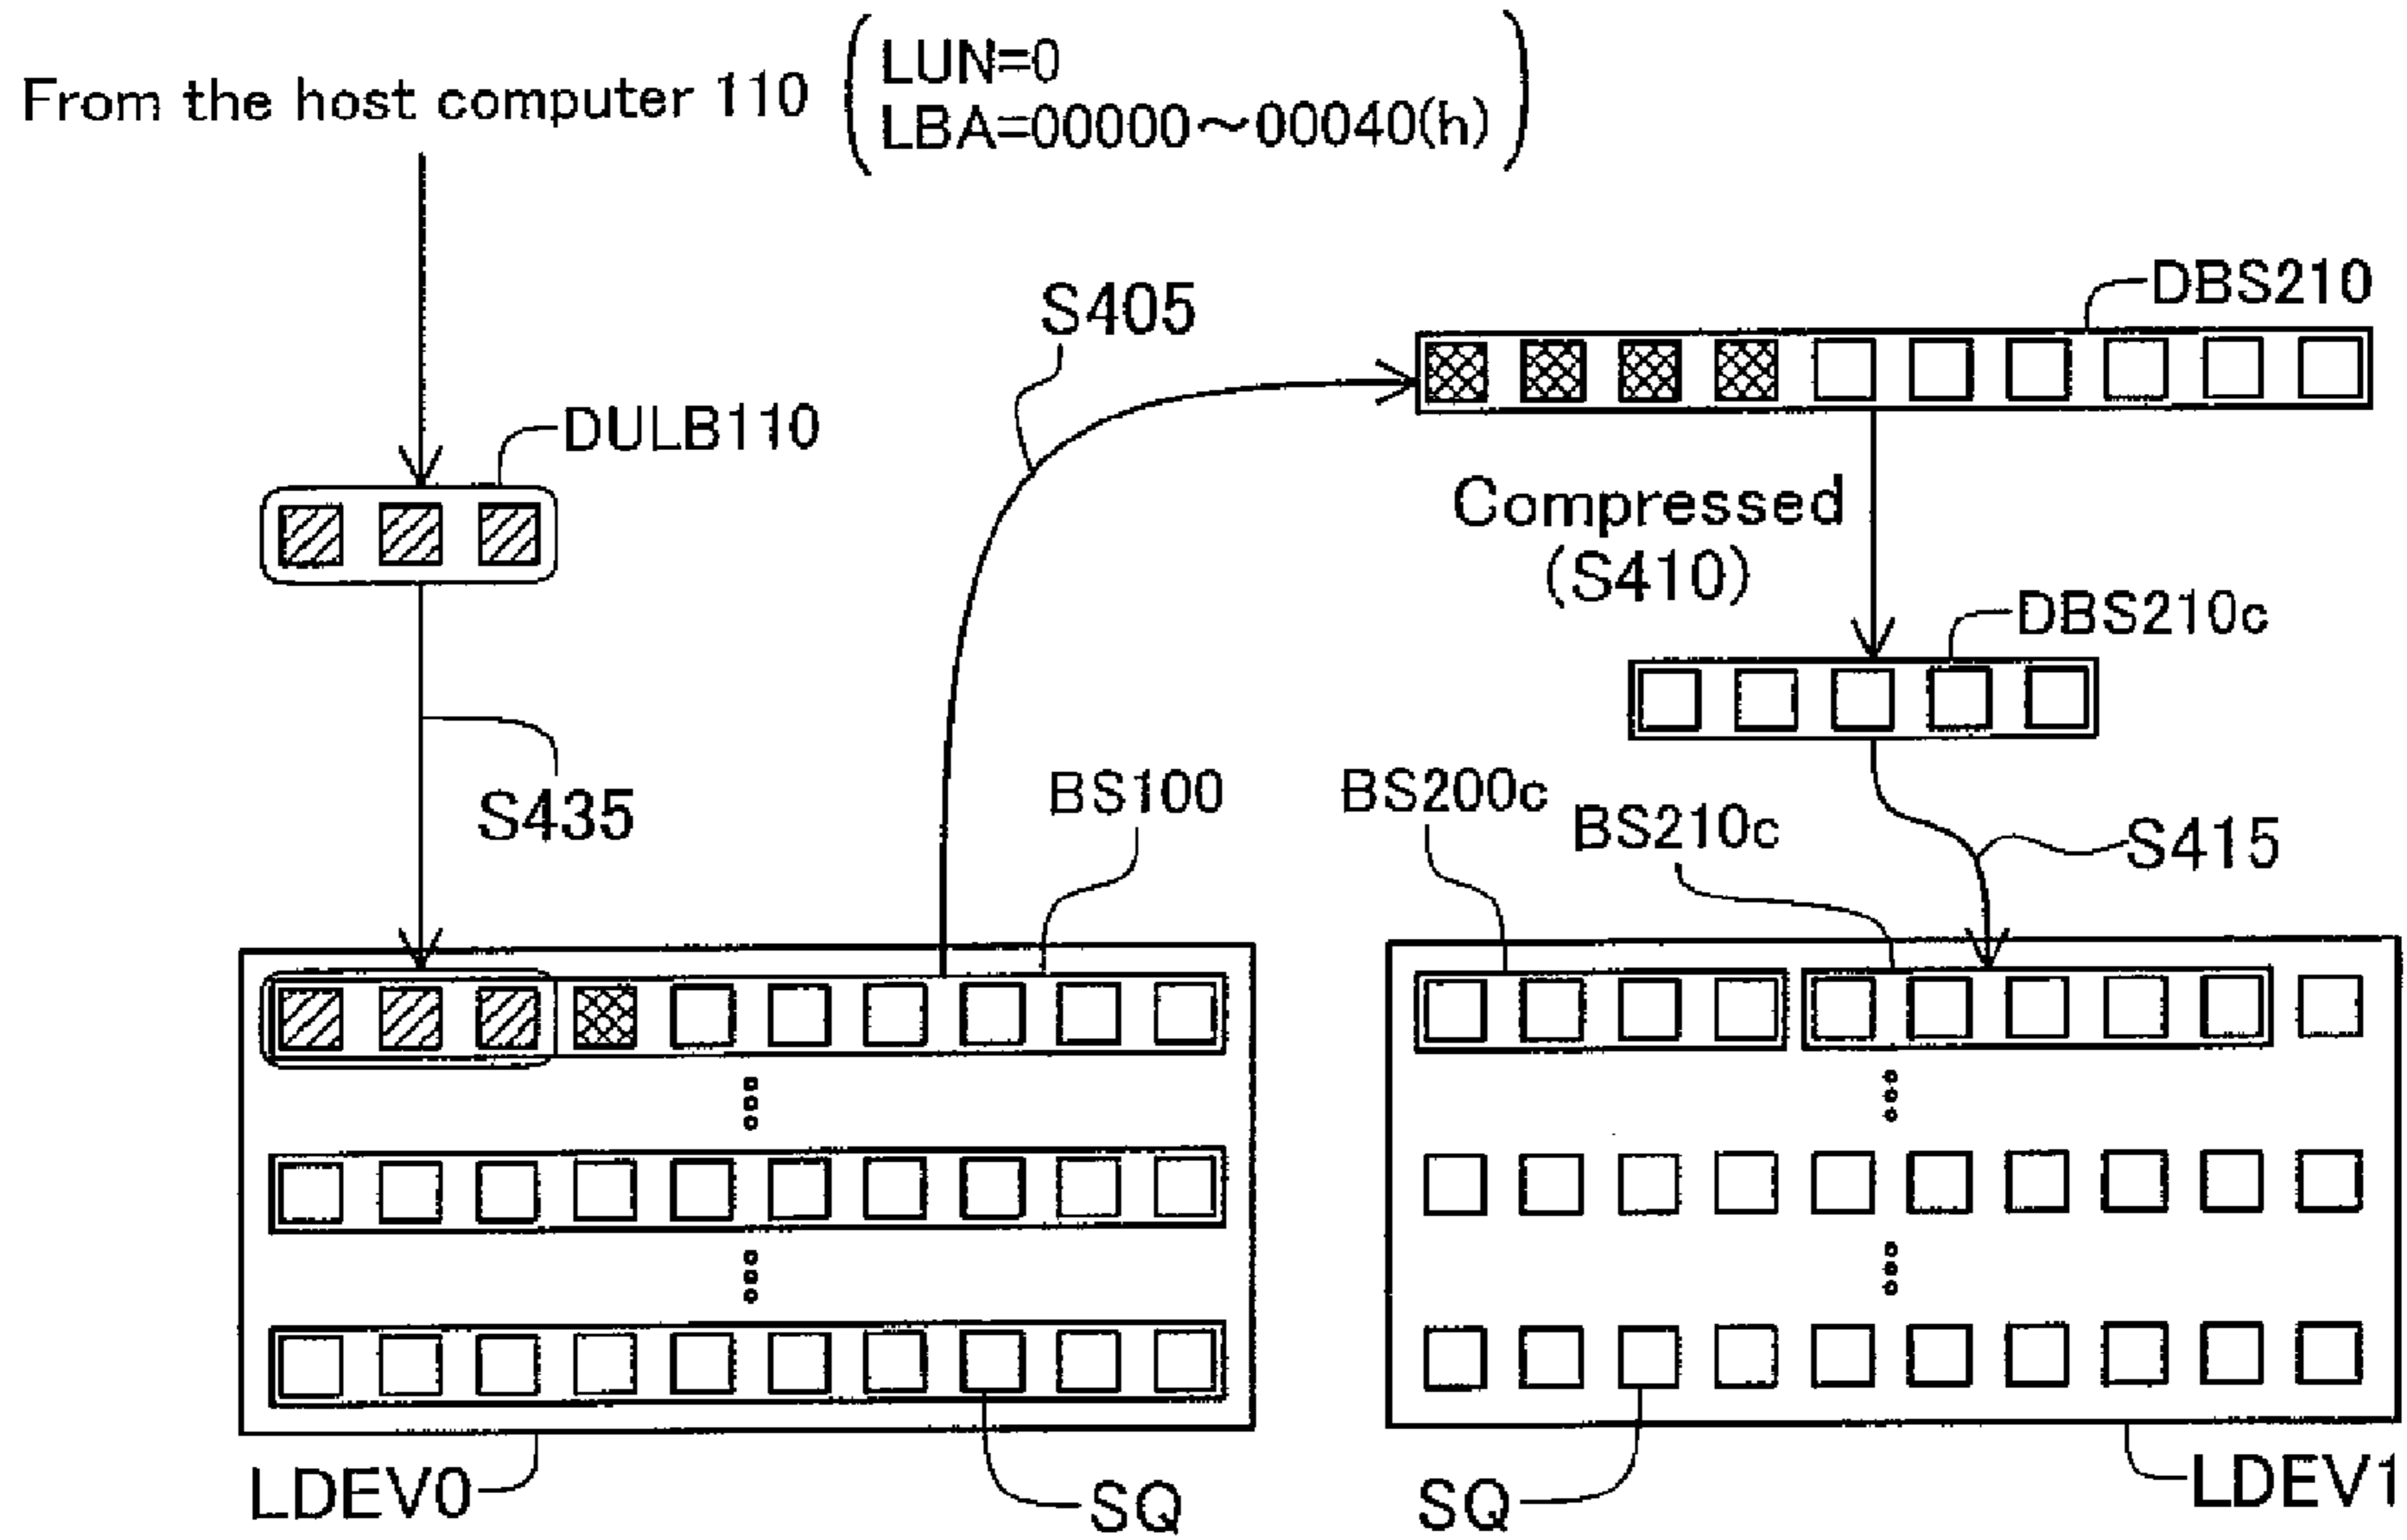 From the host computer 110
LUN=0
LBA=00000~00040(h)
S405
DBS210
DULB110
Compressed
(S410)
DBS210c
S435
BS100
BS200c
BS210c
S415
LDEV0
SQ
SQ
LDEV1